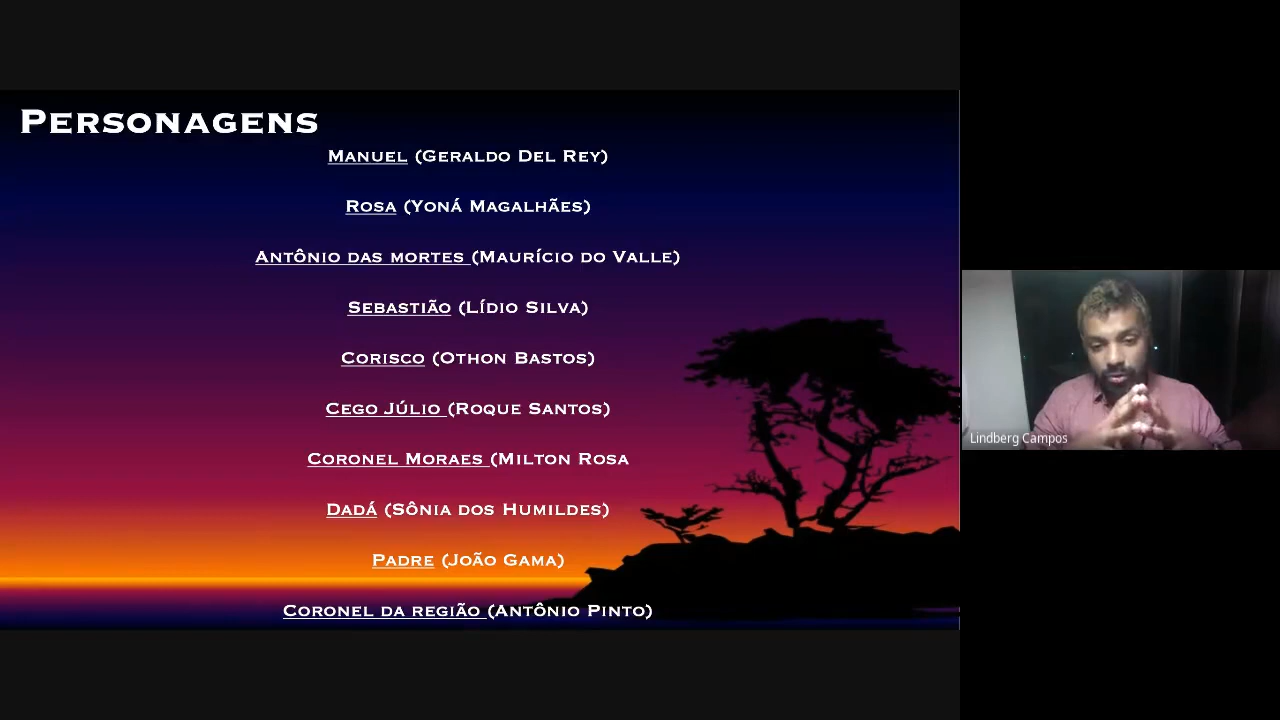 Personagens
Manuel (Geraldo Del Rey)
Rosa (Yoná Magalhães)
Antônio das mortes (Maurício do Valle)
Sebastião (Lídio Silva)
Corisco (Othon Bastos)
Cego Júlio (Roque Santos)
Coronel Moraes (Milton Rosa
Dadá (Sônia dos Humildes)
Padre (João Gama)
Coronel da região (Antônio Pinto)
Lindberg Campos